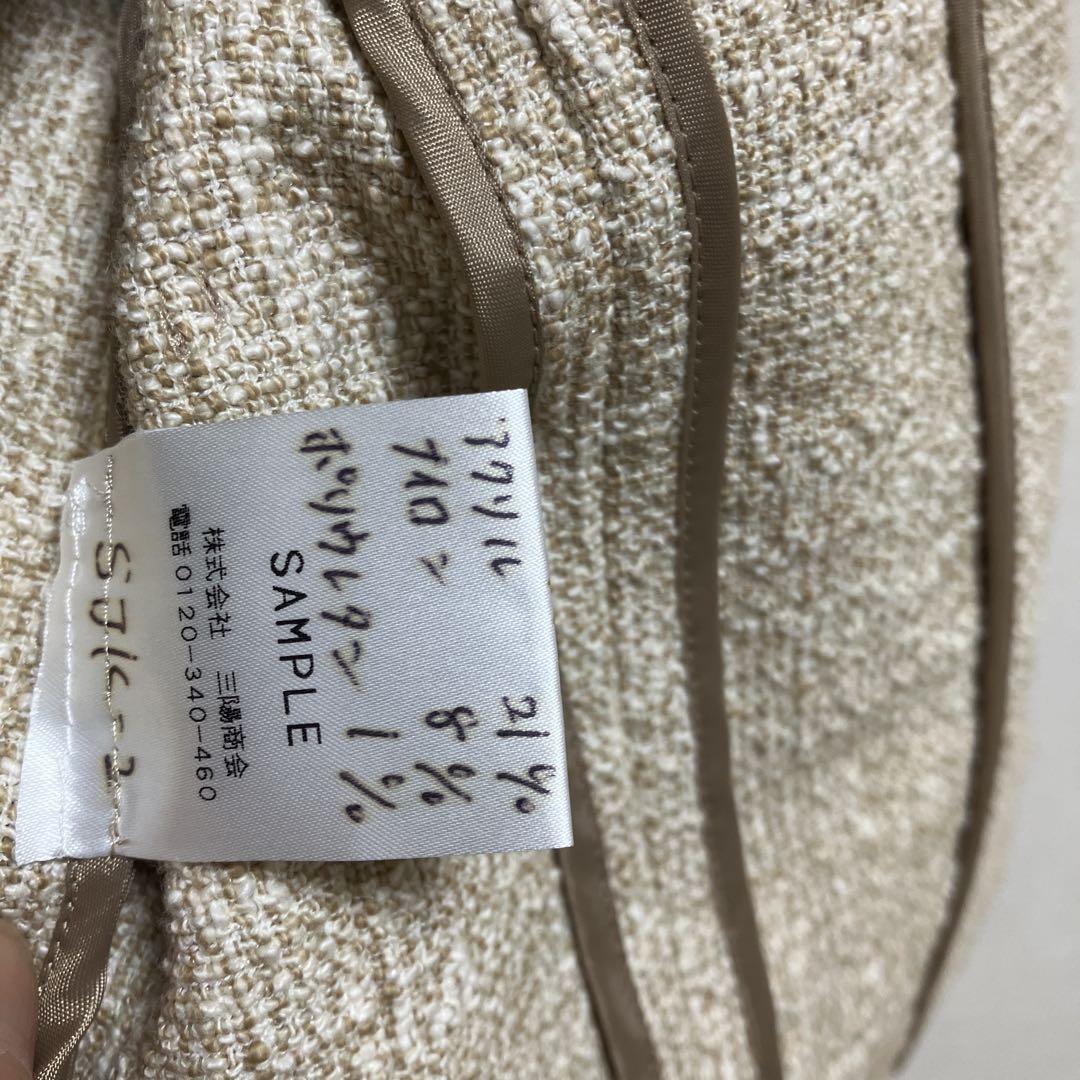 アクリル 21%
ナイロン 8%
ポリウレタン 1%
SAMPLE
株式会社 三陽商会
電話 0120-340-460